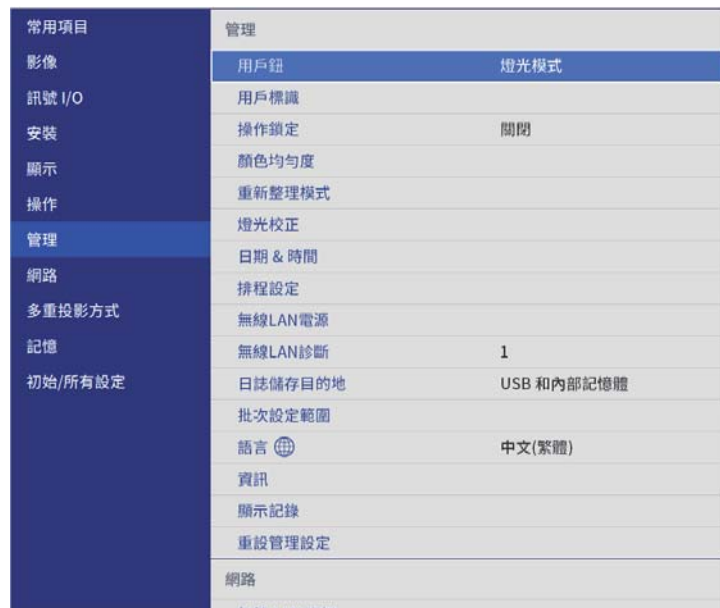 常用項目
影像
訊號 I/O
安裝
顯示
操作
管理
網路
多重投影方式
記憶
初始/所有設定
管理
用戶鈕 燈光模式
用戶標識
操作鎖定 關閉
顏色均勻度
重新整理模式
燈光校正
日期 & 時間
排程設定
無線LAN電源
無線LAN診斷 1
日誌儲存目的地 USB 和內部記憶體
批次設定範圍
語言 中文(繁體)
資訊
顯示記錄
重設管理設定
網路